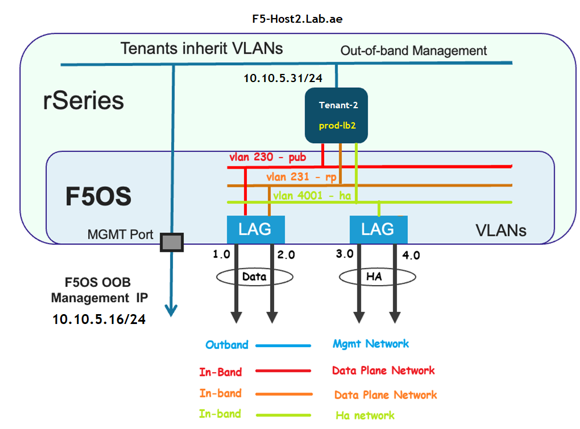 F5-Host2.Lab.ae
Tenants inherit VLANs
Out-of-band Management
10.10.5.31/24
rSeries
Tenant-2
prod-lb2
vlan 230 - pub
vlan 231 - rp
vlan 4001 - ha
F5OS
MGMT Port
LAG
LAG
VLANs
1.0
2.0
3.0
4.0
Data
HA
F5OS OOB
Management IP
10.10.5.16/24
Outband
Mgmt Network
In-Band
Data Plane Network
In-band
Data Plane Network
In-band
Ha network